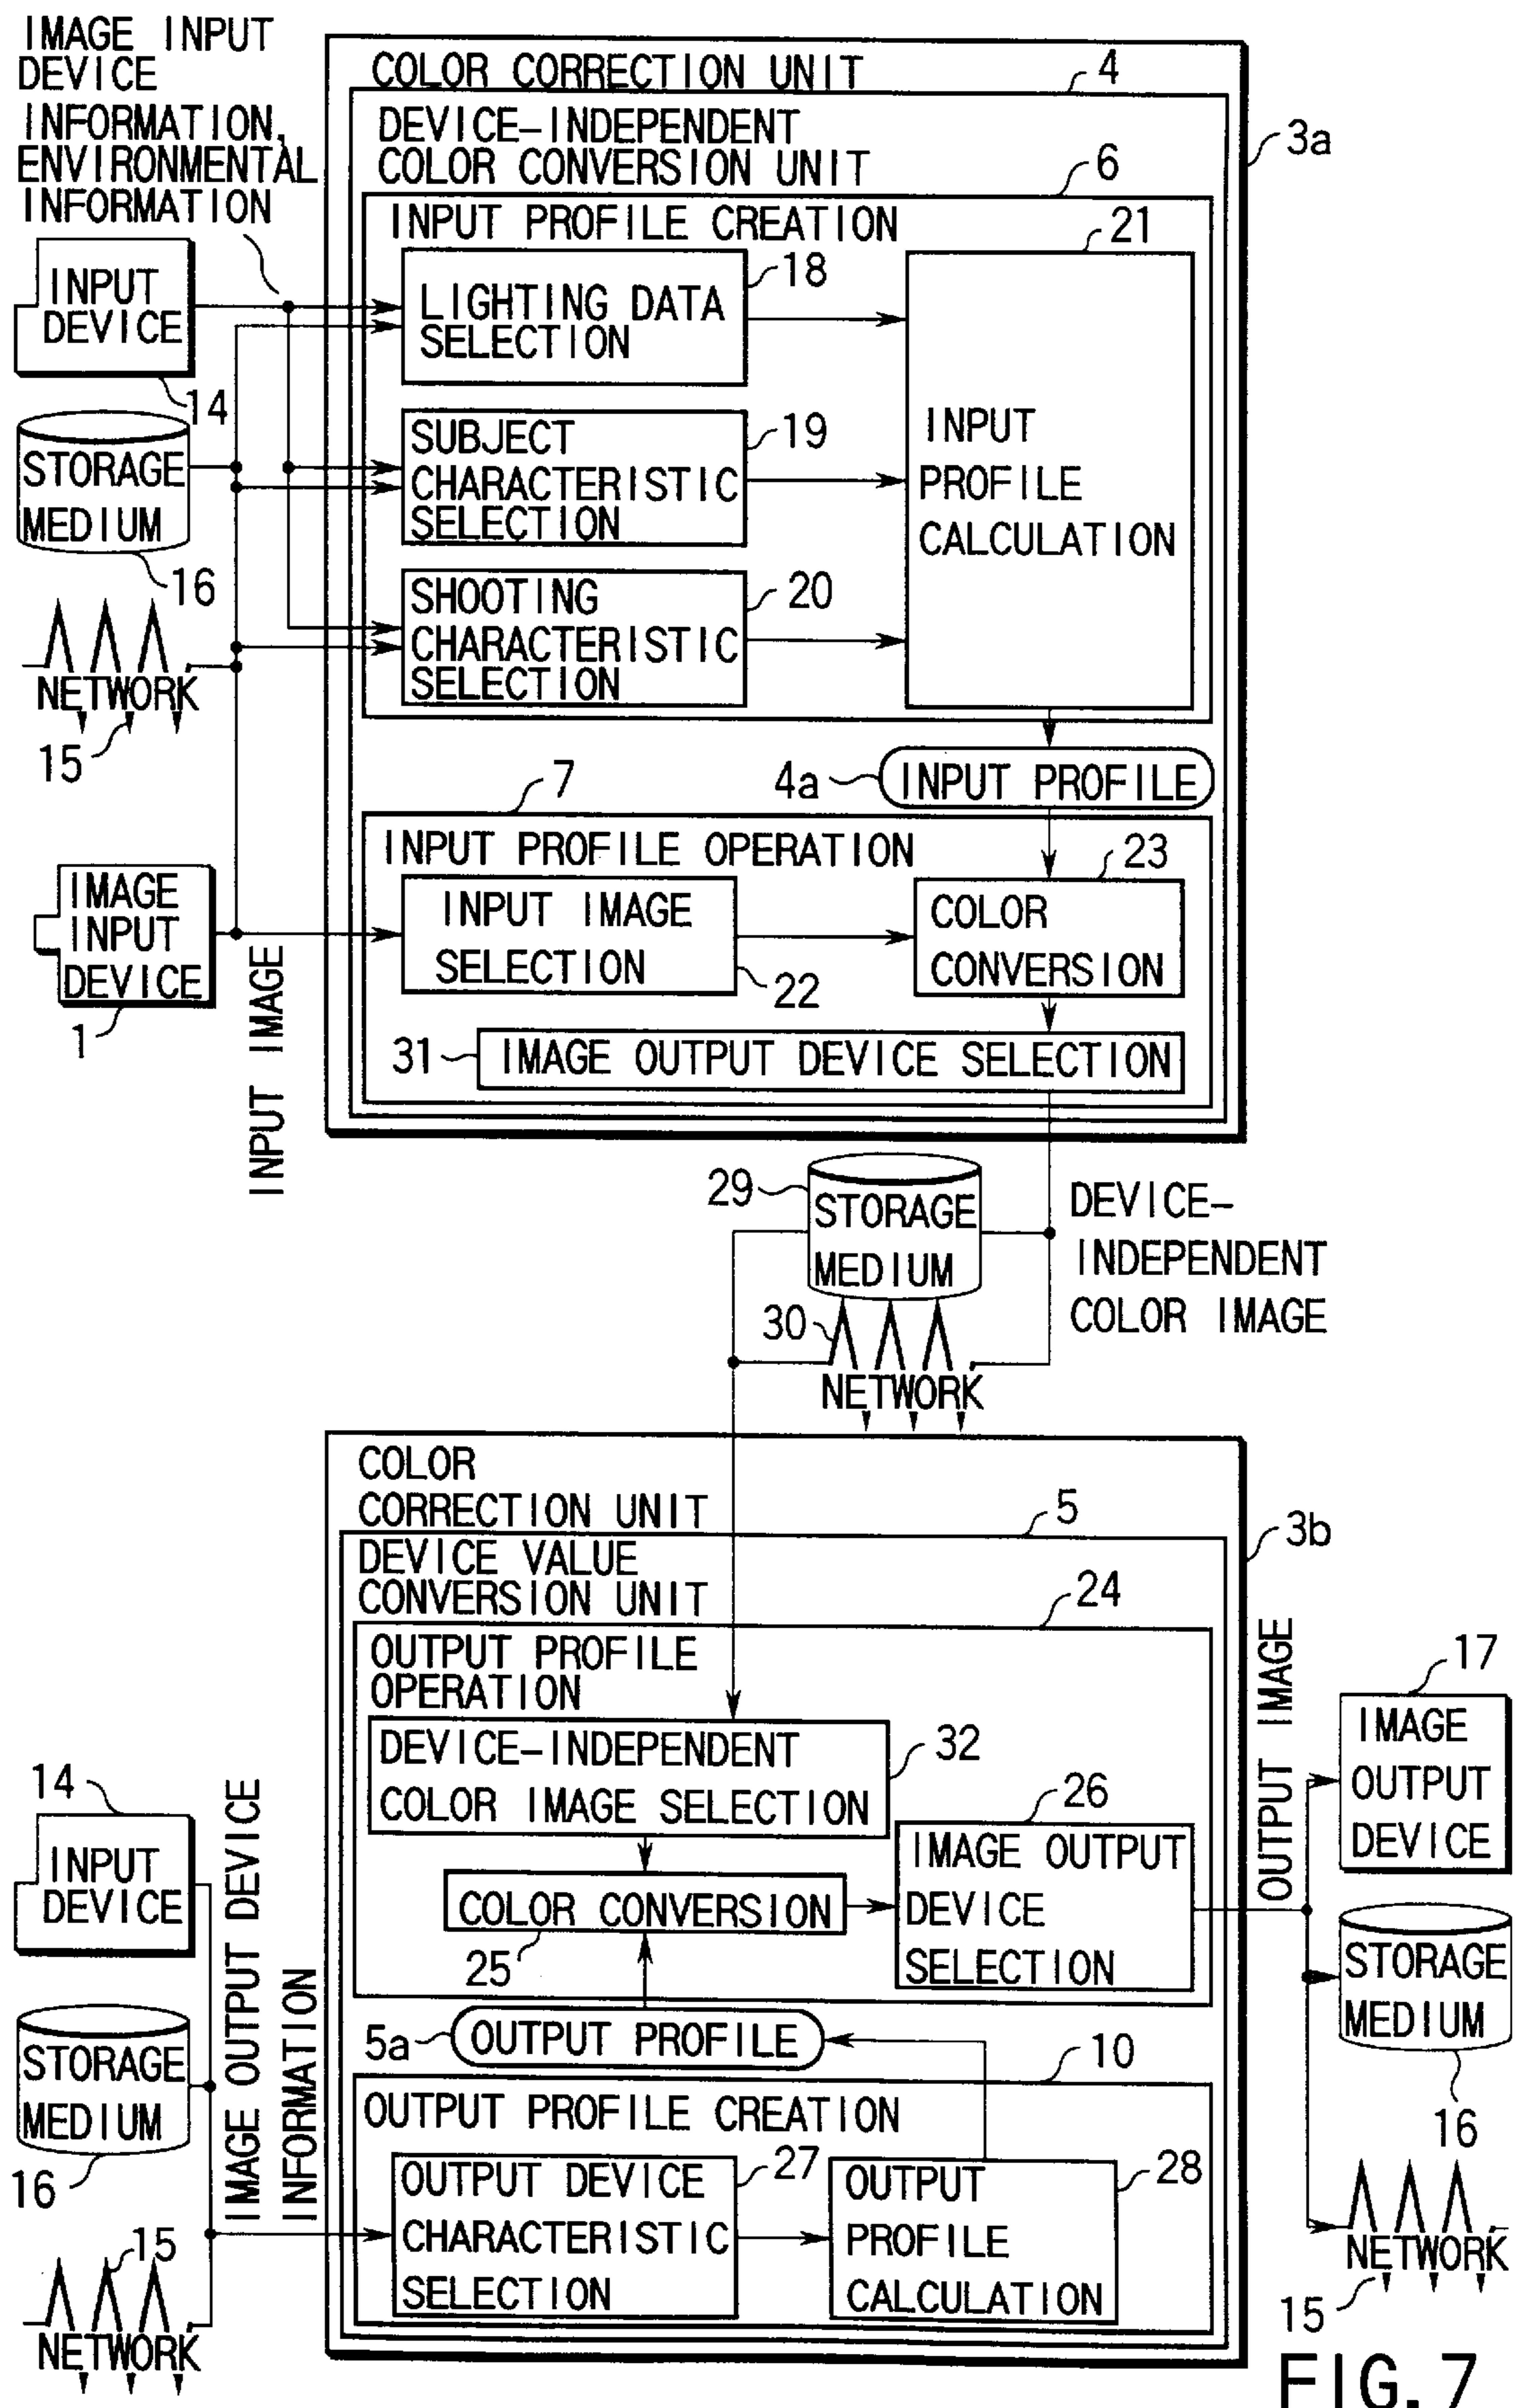 IMAGE INPUT
DEVICE
INFORMATION,
ENVIRONMENTAL
INFORMATION
COLOR CORRECTION UNIT
4
3a
DEVICE-INDEPENDENT
COLOR CONVERSION UNIT
6
INPUT PROFILE CREATION
21
INPUT
DEVICE
14
LIGHTING DATA
SELECTION
18
STORAGE
MEDIUM
16
SUBJECT
CHARACTERISTIC
SELECTION
19
INPUT
PROFILE
CALCULATION
NETWORK
15
SHOOTING
CHARACTERISTIC
SELECTION
20
4a
INPUT PROFILE
7
INPUT PROFILE OPERATION
23
IMAGE
INPUT
DEVICE
1
INPUT IMAGE
INPUT IMAGE
SELECTION
22
COLOR
CONVERSION
31
IMAGE OUTPUT DEVICE SELECTION
29
STORAGE
MEDIUM
DEVICE-
INDEPENDENT
COLOR IMAGE
30
NETWORK
COLOR
CORRECTION UNIT
5
3b
DEVICE VALUE
CONVERSION UNIT
24
OUTPUT PROFILE
OPERATION
DEVICE-INDEPENDENT
COLOR IMAGE SELECTION
32
26
COLOR CONVERSION
25
IMAGE OUTPUT
DEVICE
SELECTION
OUTPUT IMAGE
17
IMAGE
OUTPUT
DEVICE
STORAGE
MEDIUM
16
NETWORK
15
14
INPUT
DEVICE
STORAGE
MEDIUM
16
15
NETWORK
IMAGE OUTPUT DEVICE
INFORMATION
5a
OUTPUT PROFILE
10
OUTPUT PROFILE CREATION
OUTPUT DEVICE
CHARACTERISTIC
SELECTION
27
OUTPUT
PROFILE
CALCULATION
28
FIG. 7